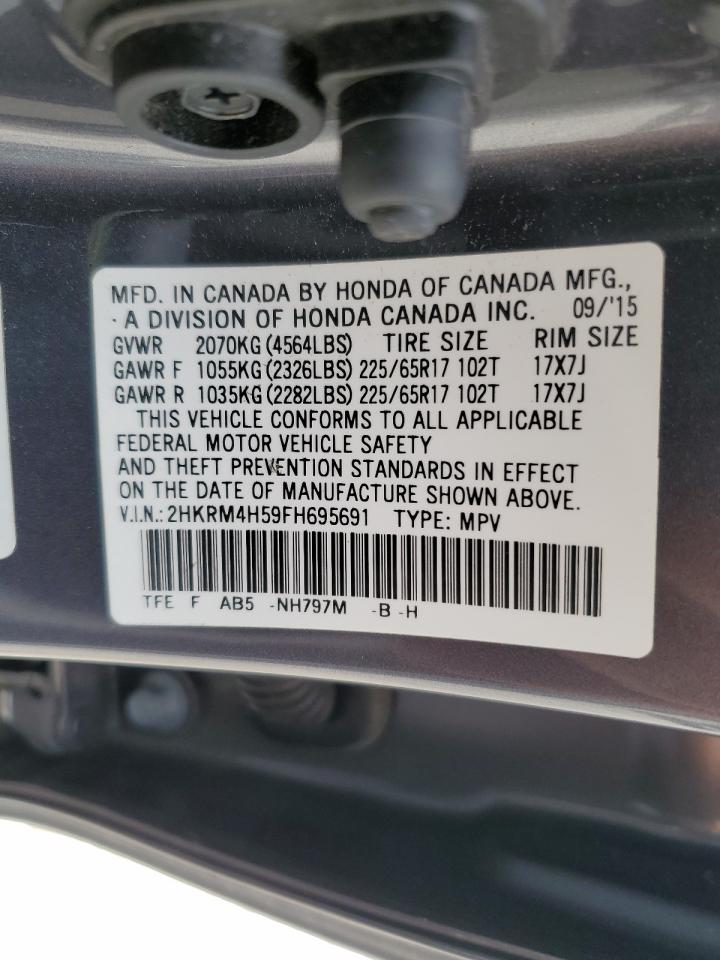 MFD. IN CANADA BY HONDA OF CANADA MFG.,
· A DIVISION OF HONDA CANADA INC. 09/'15
GVWR 2070KG (4564LBS) TIRE SIZE RIM SIZE
GAWR F 1055KG (2326LBS) 225/65R17 102T 17X7J
GAWR R 1035KG (2282LBS) 225/65R17 102T 17X7J
THIS VEHICLE CONFORMS TO ALL APPLICABLE
FEDERAL MOTOR VEHICLE SAFETY
AND THEFT PREVENTION STANDARDS IN EFFECT
ON THE DATE OF MANUFACTURE SHOWN ABOVE.
V.I.N.: 2HKRM4H59FH695691 TYPE: MPV
TFE F AB5 -NH797M -B -H